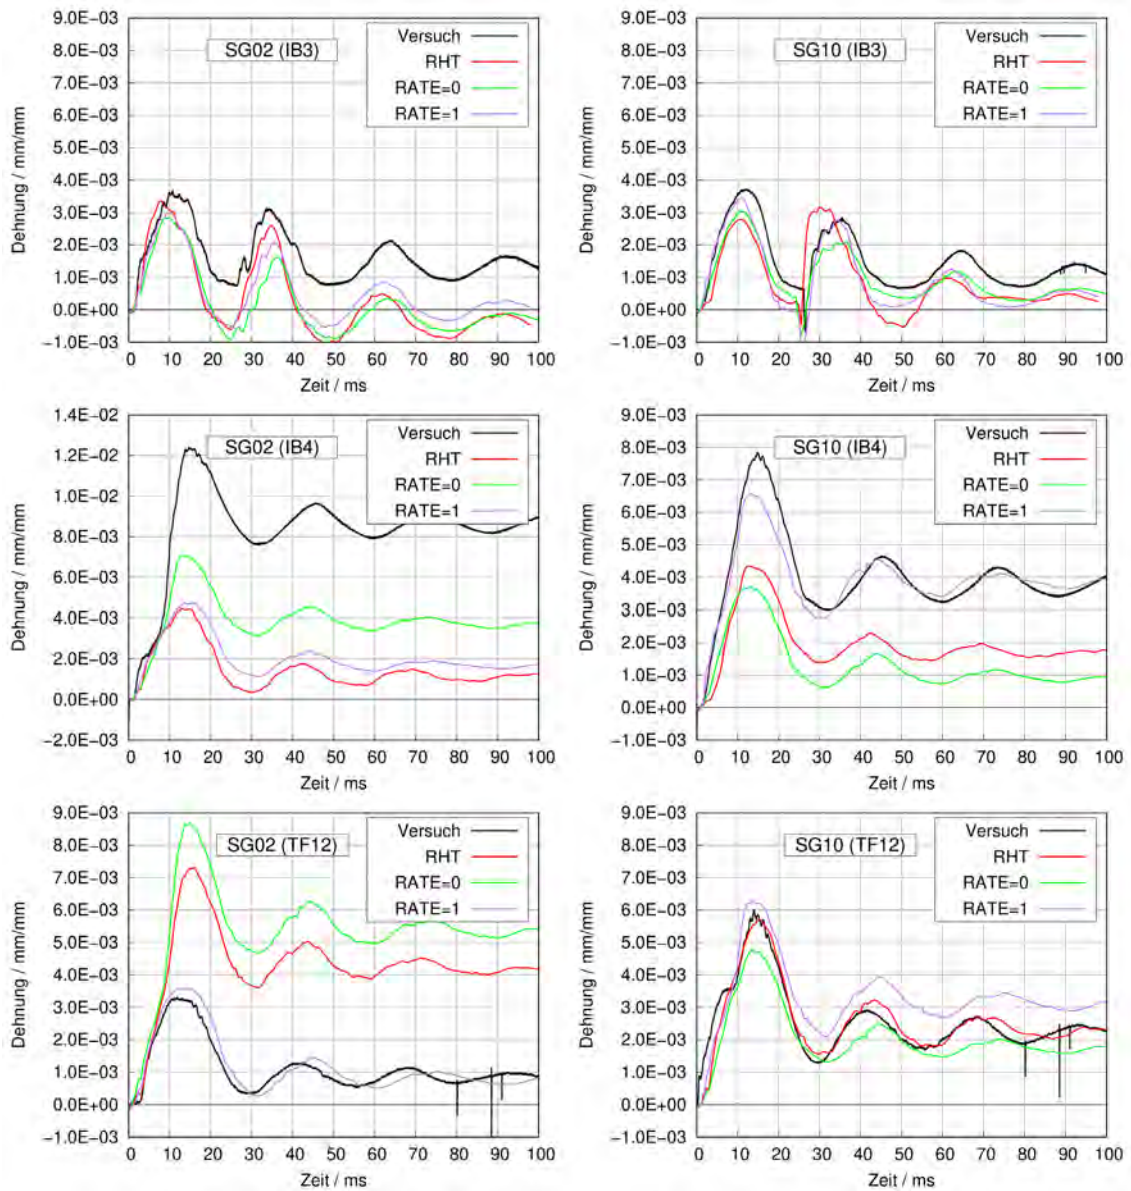 9.0E−03
8.0E−03
7.0E−03
6.0E−03
5.0E−03
4.0E−03
3.0E−03
2.0E−03
1.0E−03
0.0E+00
−1.0E−03
Dehnung / mm/mm
SG02 (IB3)
Versuch
RHT
RATE=0
RATE=1
0 10 20 30 40 50 60 70 80 90 100
Zeit / ms
9.0E−03
8.0E−03
7.0E−03
6.0E−03
5.0E−03
4.0E−03
3.0E−03
2.0E−03
1.0E−03
0.0E+00
−1.0E−03
Dehnung / mm/mm
SG10 (IB3)
Versuch
RHT
RATE=0
RATE=1
0 10 20 30 40 50 60 70 80 90 100
Zeit / ms
1.4E−02
1.2E−02
1.0E−02
8.0E−03
6.0E−03
4.0E−03
2.0E−03
0.0E+00
−2.0E−03
Dehnung / mm/mm
SG02 (IB4)
Versuch
RHT
RATE=0
RATE=1
0 10 20 30 40 50 60 70 80 90 100
Zeit / ms
9.0E−03
8.0E−03
7.0E−03
6.0E−03
5.0E−03
4.0E−03
3.0E−03
2.0E−03
1.0E−03
0.0E+00
−1.0E−03
Dehnung / mm/mm
SG10 (IB4)
Versuch
RHT
RATE=0
RATE=1
0 10 20 30 40 50 60 70 80 90 100
Zeit / ms
9.0E−03
8.0E−03
7.0E−03
6.0E−03
5.0E−03
4.0E−03
3.0E−03
2.0E−03
1.0E−03
0.0E+00
−1.0E−03
Dehnung / mm/mm
SG02 (TF12)
Versuch
RHT
RATE=0
RATE=1
0 10 20 30 40 50 60 70 80 90 100
Zeit / ms
9.0E−03
8.0E−03
7.0E−03
6.0E−03
5.0E−03
4.0E−03
3.0E−03
2.0E−03
1.0E−03
0.0E+00
−1.0E−03
Dehnung / mm/mm
SG10 (TF12)
Versuch
RHT
RATE=0
RATE=1
0 10 20 30 40 50 60 70 80 90 100
Zeit / ms